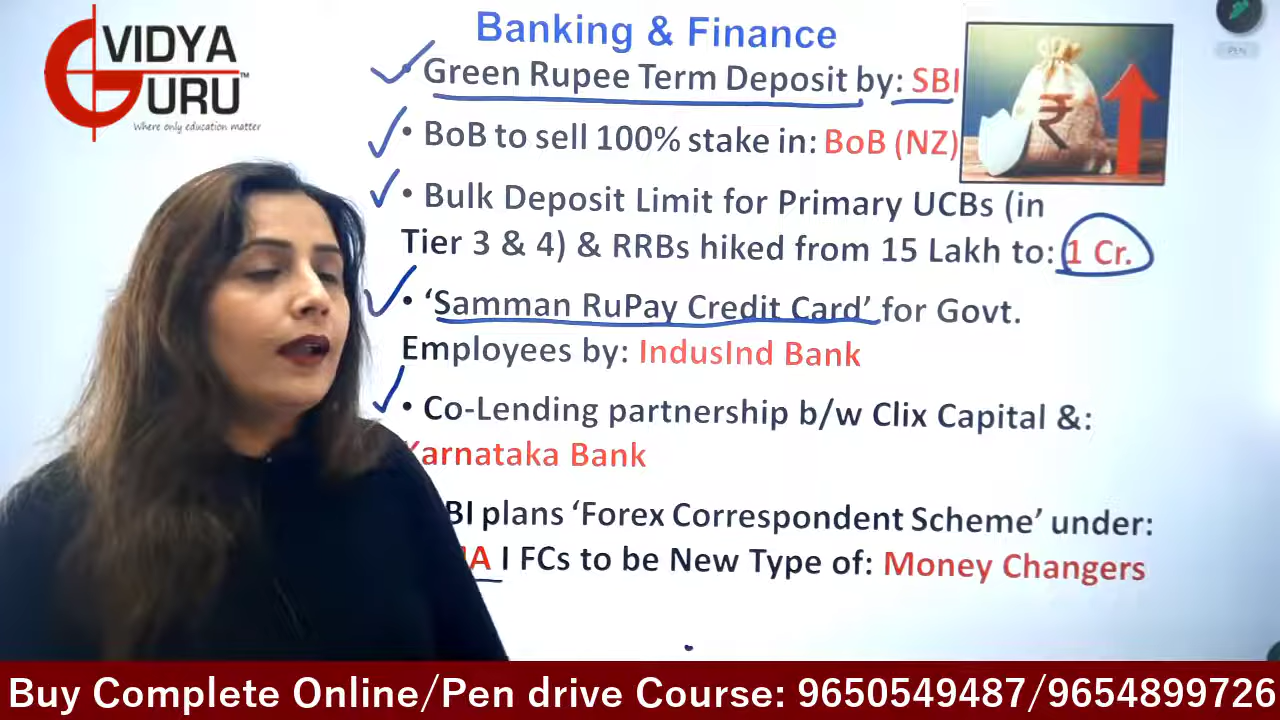 VIDYA
GURU™
Where only education matter
Banking & Finance
PEN
• Green Rupee Term Deposit by: SBI
• BoB to sell 100% stake in: BoB (NZ)
• Bulk Deposit Limit for Primary UCBs (in
Tier 3 & 4) & RRBs hiked from 15 Lakh to: 1 Cr.
• ‘Samman RuPay Credit Card’ for Govt.
Employees by: IndusInd Bank
• Co-Lending partnership b/w Clix Capital &:
Karnataka Bank
BI plans ‘Forex Correspondent Scheme’ under:
A I FCs to be New Type of: Money Changers
Buy Complete Online/Pen drive Course: 9650549487/9654899726